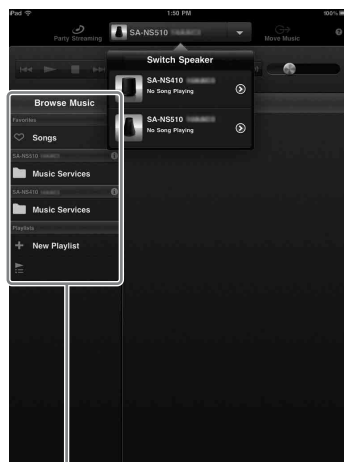 iPad 1:50 PM 100%
Party Streaming SA-NS510 Move Music
Switch Speaker
SA-NS410
No Song Playing
SA-NS510
No Song Playing
Browse Music
Favorites
Songs
SA-NS510
Music Services
SA-NS410
Music Services
Playlists
New Playlist